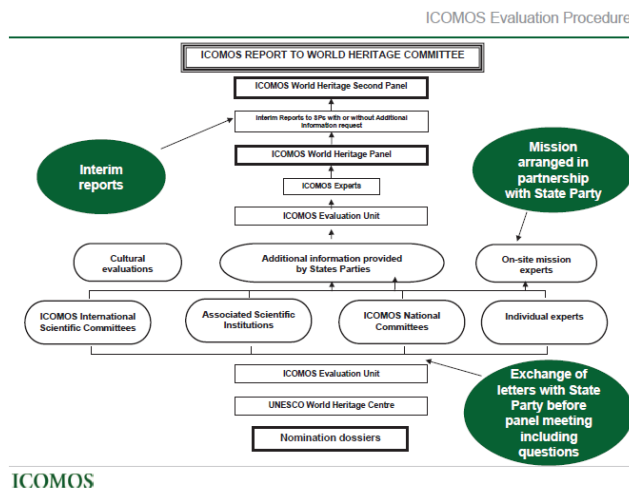 ICOMOS Evaluation Procedure
ICOMOS REPORT TO WORLD HERITAGE COMMITTEE
ICOMOS World Heritage Second Panel
Interim Reports to SPs with or without Additional
Information request
Interim
reports
ICOMOS World Heritage Panel
Mission
arranged in
partnership
with State Party
ICOMOS Experts
ICOMOS Evaluation Unit
Cultural
evaluations
Additional information provided
by States Parties
On-site mission
experts
ICOMOS International
Scientific Committees
Associated Scientific
Institutions
ICOMOS National
Committees
Individual experts
ICOMOS Evaluation Unit
UNESCO World Heritage Centre
Nomination dossiers
Exchange of
letters with State
Party before
panel meeting
including
questions
ICOMOS